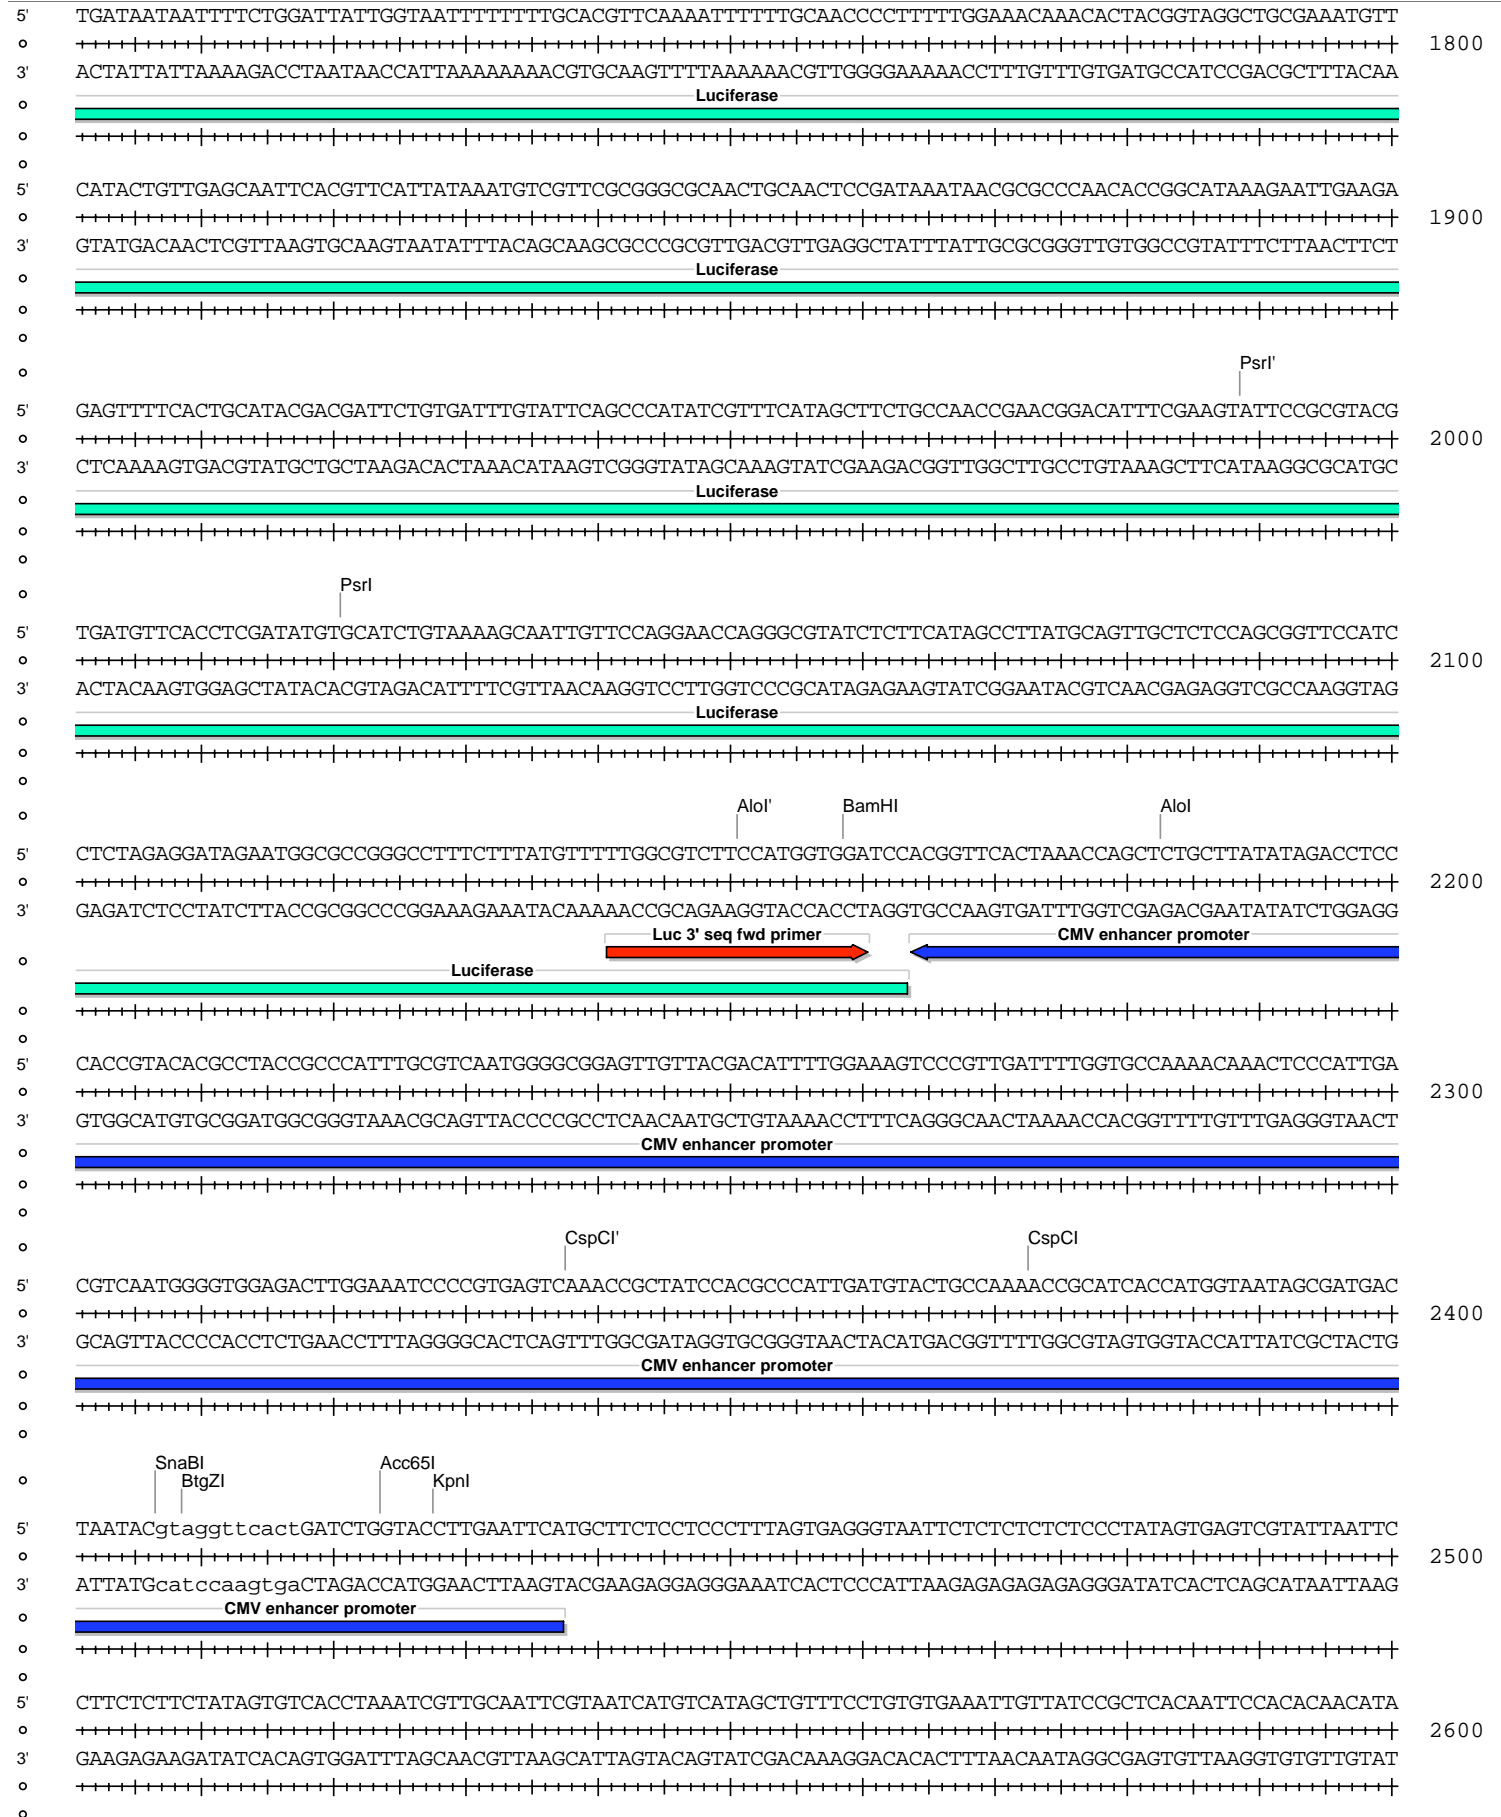 5' TGATAATAATTTTCTGGATTATTGGTAATTTTTTTTGCACGTTCAAAATTTTTTGCAACCCCTTTTTGGAAACAAACACTACGGTAGGCTGCGAAATGTT
1800
3' ACTATTATTAAAAGACCTAATAACCATTAAAAAAAACGTGCAAGTTTTAAAAAACGTTGGGGAAAAACCTTTGTTTGTGATGCCATCCGACGCTTTACAA
Luciferase
5' CATACTGTTGAGCAATTCACGTTCATTATAAATGTCGTTCGCGGGCGCAACTGCAACTCCGATAAATAACGCGCCCAACACCGGCATAAAGAATTGAAGA
1900
3' GTATGACAACTCGTTAAGTGCAAGTAATATTTACAGCAAGCGCCCGCGTTGACGTTGAGGCTATTTATTGCGCGGGTTGTGGCCGTATTTCTTAACTTCT
Luciferase
PsrI'
5' GAGTTTTCACTGCATACGACGATTCTGTGATTTGTATTCAGCCCATATCGTTTCATAGCTTCTGCCAACCGAACGGACATTTCGAAGTATTCCGCGTACG
2000
3' CTCAAAAGTGACGTATGCTGCTAAGACACTAAACATAAGTCGGGTATAGCAAAGTATCGAAGACGGTTGGCTTGCCTGTAAAGCTTCATAAGGCGCATGC
Luciferase
PsrI
5' TGATGTTCACCTCGATATGTGCATCTGTAAAAGCAATTGTTCCAGGAACCAGGGCGTATCTCTTCATAGCCTTATGCAGTTGCTCTCCAGCGGTTCCATC
2100
3' ACTACAAGTGGAGCTATACACGTAGACATTTTCGTTAACAAGGTCCTTGGTCCCGCATAGAGAAGTATCGGAATACGTCAACGAGAGGTCGCCAAGGTAG
Luciferase
AloI' BamHI AloI
5' CTCTAGAGGATAGAATGGCGCCGGGCCTTTCTTTATGTTTTTGGCGTCTTCCATGGTGGATCCACGGTTCACTAAACCAGCTCTGCTTATATAGACCTCC
2200
3' GAGATCTCCTATCTTACCGCGGCCCGGAAAGAAATACAAAAACCGCAGAAGGTACCACCTAGGTGCCAAGTGATTTGGTCGAGACGAATATATCTGGAGG
Luc 3' seq fwd primer CMV enhancer promoter
Luciferase
5' CACCGTACACGCCTACCGCCCATTTGCGTCAATGGGGCGGAGTTGTTACGACATTTTGGAAAGTCCCGTTGATTTTGGTGCCAAAACAAACTCCCATTGA
2300
3' GTGGCATGTGCGGATGGCGGGTAAACGCAGTTACCCCGCCTCAACAATGCTGTAAAACCTTTCAGGGCAACTAAAACCACGGTTTTGTTTGAGGGTAACT
CMV enhancer promoter
CspCI' CspCI
5' CGTCAATGGGGTGGAGACTTGGAAATCCCCGTGAGTCAAACCGCTATCCACGCCCATTGATGTACTGCCAAAACCGCATCACCATGGTAATAGCGATGAC
2400
3' GCAGTTACCCCACCTCTGAACCTTTAGGGGCACTCAGTTTGGCGATAGGTGCGGGTAACTACATGACGGTTTTGGCGTAGTGGTACCATTATCGCTACTG
CMV enhancer promoter
SnaBI Acc65I
BtgZI KpnI
5' TAATACgtaggttcactGATCTGGTACCTTGAATTCATGCTTCTCCTCCCTTTAGTGAGGGTAATTCTCTCTCTCTCCCTATAGTGAGTCGTATTAATTC
2500
3' ATTATGcatccaagtgaCTAGACCATGGAACTTAAGTACGAAGAGGAGGGAAATCACTCCCATTAAGAGAGAGAGAGGGATATCACTCAGCATAATTAAG
CMV enhancer promoter
5' CTTCTCTTCTATAGTGTCACCTAAATCGTTGCAATTCGTAATCATGTCATAGCTGTTTCCTGTGTGAAATTGTTATCCGCTCACAATTCCACACAACATA
2600
3' GAAGAGAAGATATCACAGTGGATTTAGCAACGTTAAGCATTAGTACAGTATCGACAAAGGACACACTTTAACAATAGGCGAGTGTTAAGGTGTGTTGTAT